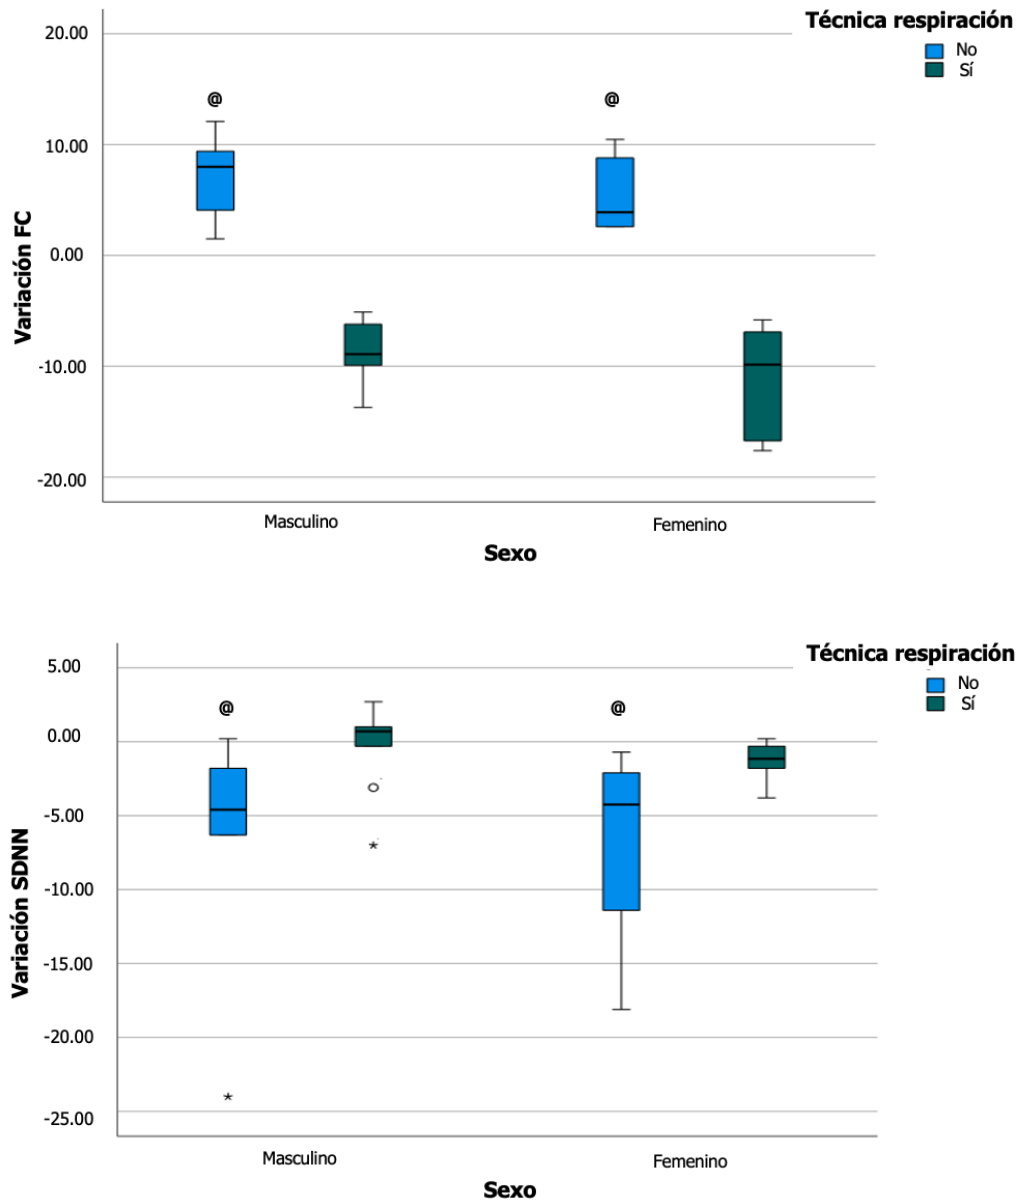 Técnica respiración
No
Sí
20.00
10.00
0.00
-10.00
-20.00
@
@
Variación FC
Masculino
Femenino
Sexo
Técnica respiración
No
Sí
5.00
0.00
-5.00
-10.00
-15.00
-20.00
-25.00
@
@
*
*
Variación SDNN
Masculino
Femenino
Sexo